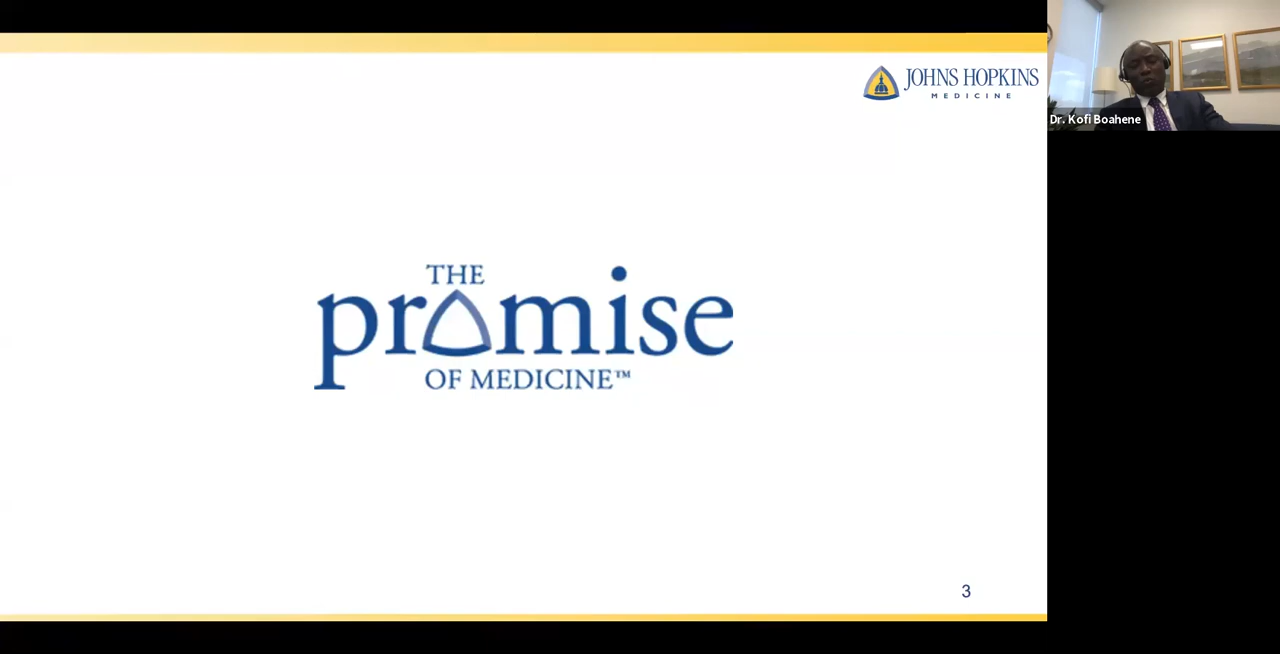 JOHNS HOPKINS
MEDICINE
Dr. Kofi Boahene
THE
promise
OF MEDICINE™
3